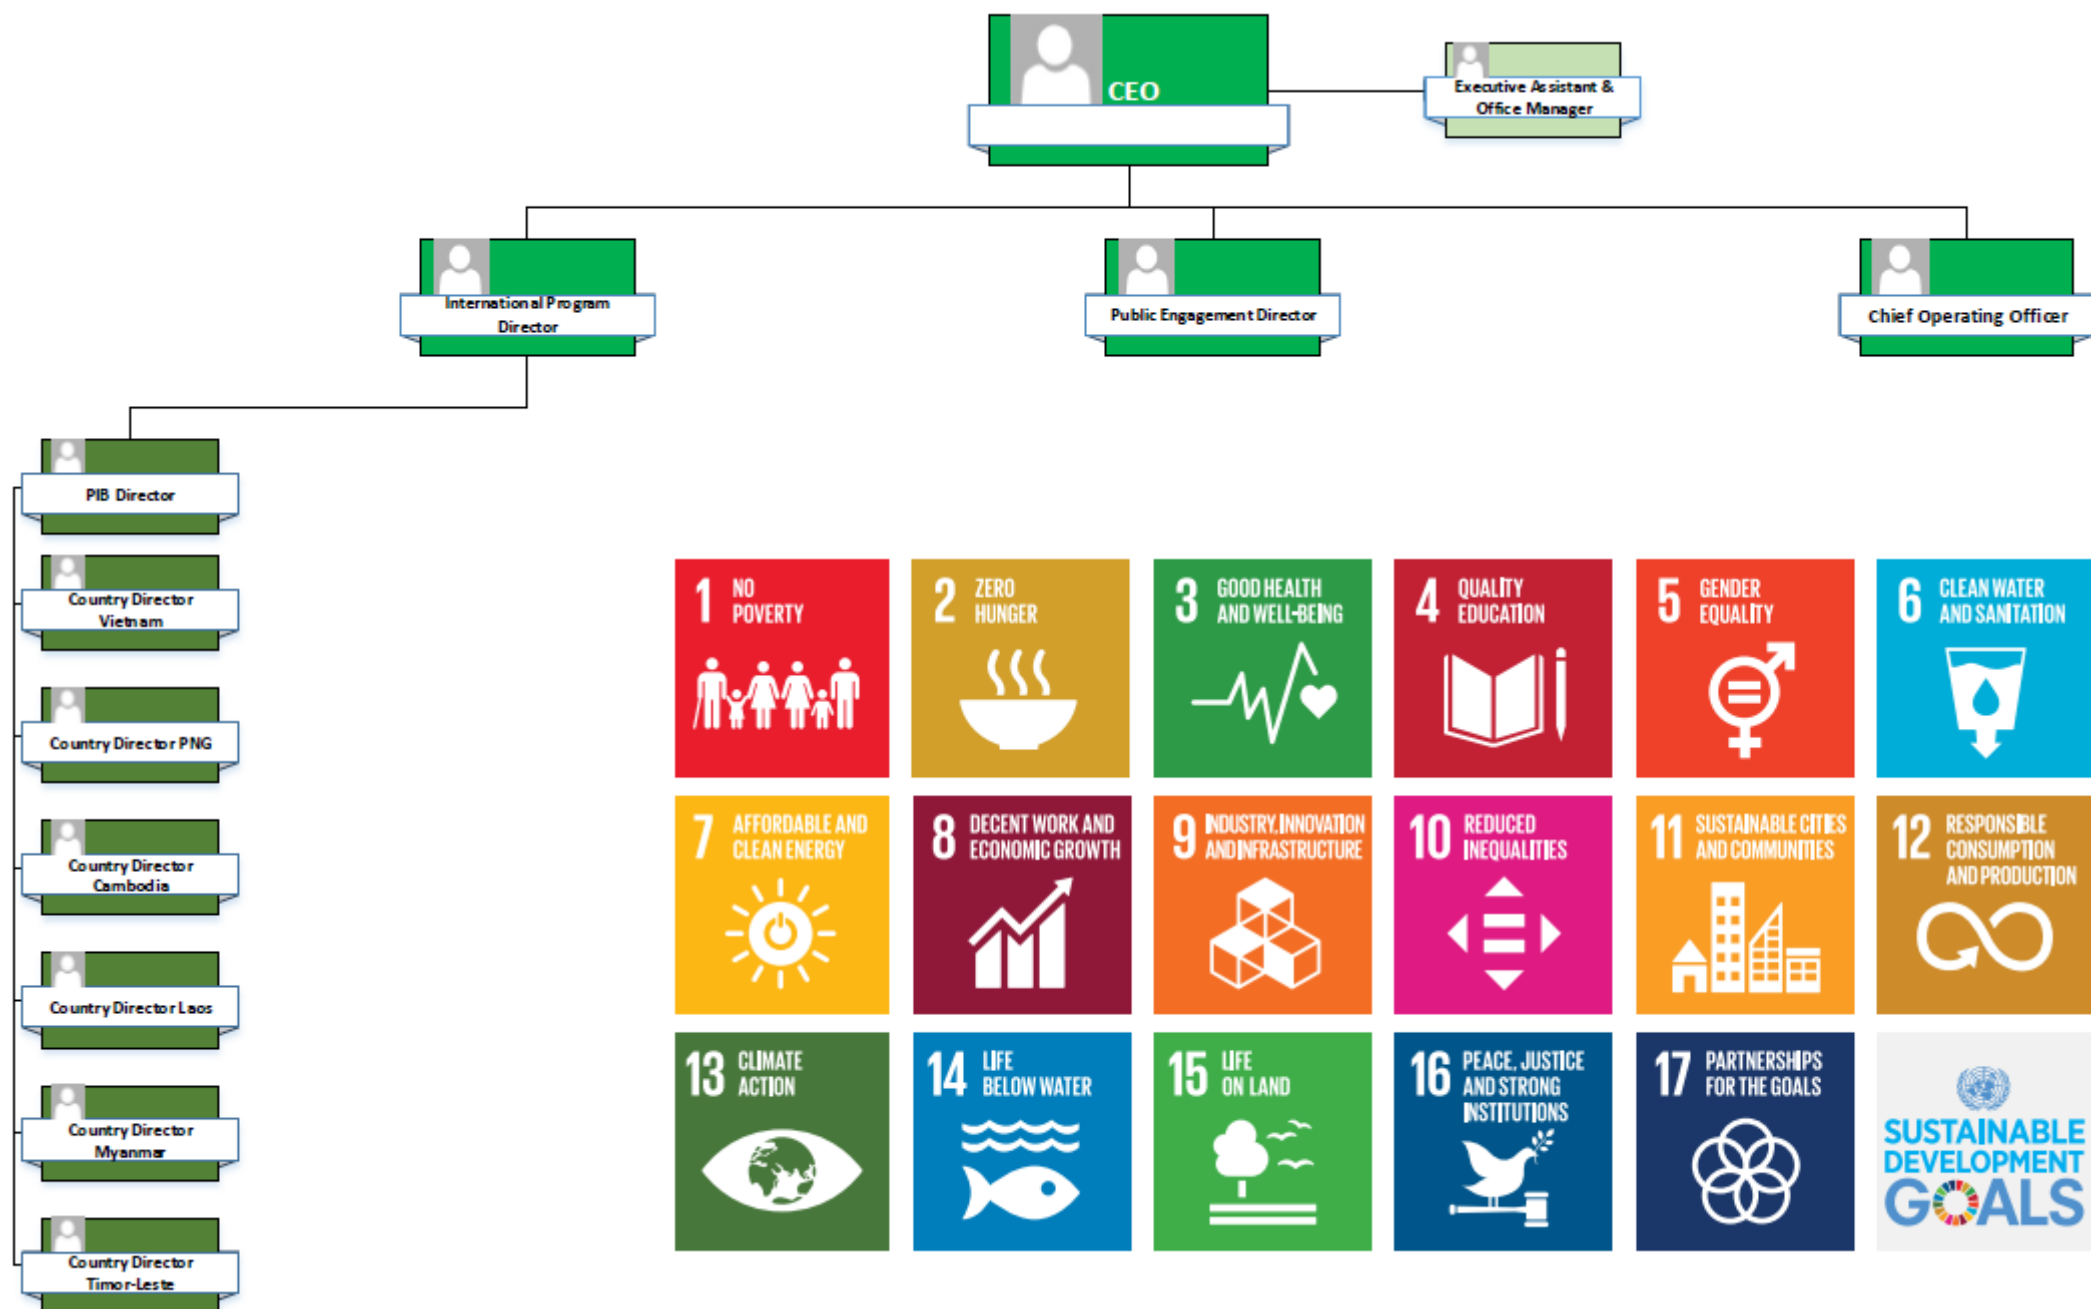 CEO
Executive Assistant &
Office Manager
International Program
Director
Public Engagement Director
Chief Operating Officer
PIB Director
Country Director
Vietnam
Country Director PNG
Country Director
Cambodia
Country Director Laos
Country Director
Myanmar
Country Director
Timor-Leste
1 NO
POVERTY
2 ZERO
HUNGER
3 GOOD HEALTH
AND WELL-BEING
4 QUALITY
EDUCATION
5 GENDER
EQUALITY
6 CLEAN WATER
AND SANITATION
7 AFFORDABLE AND
CLEAN ENERGY
8 DECENT WORK AND
ECONOMIC GROWTH
9 INDUSTRY, INNOVATION
AND INFRASTRUCTURE
10 REDUCED
INEQUALITIES
11 SUSTAINABLE CITIES
AND COMMUNITIES
12 RESPONSIBLE
CONSUMPTION
AND PRODUCTION
13 CLIMATE
ACTION
14 LIFE
BELOW WATER
15 LIFE
ON LAND
16 PEACE, JUSTICE
AND STRONG
INSTITUTIONS
17 PARTNERSHIPS
FOR THE GOALS
SUSTAINABLE
DEVELOPMENT
GOALS